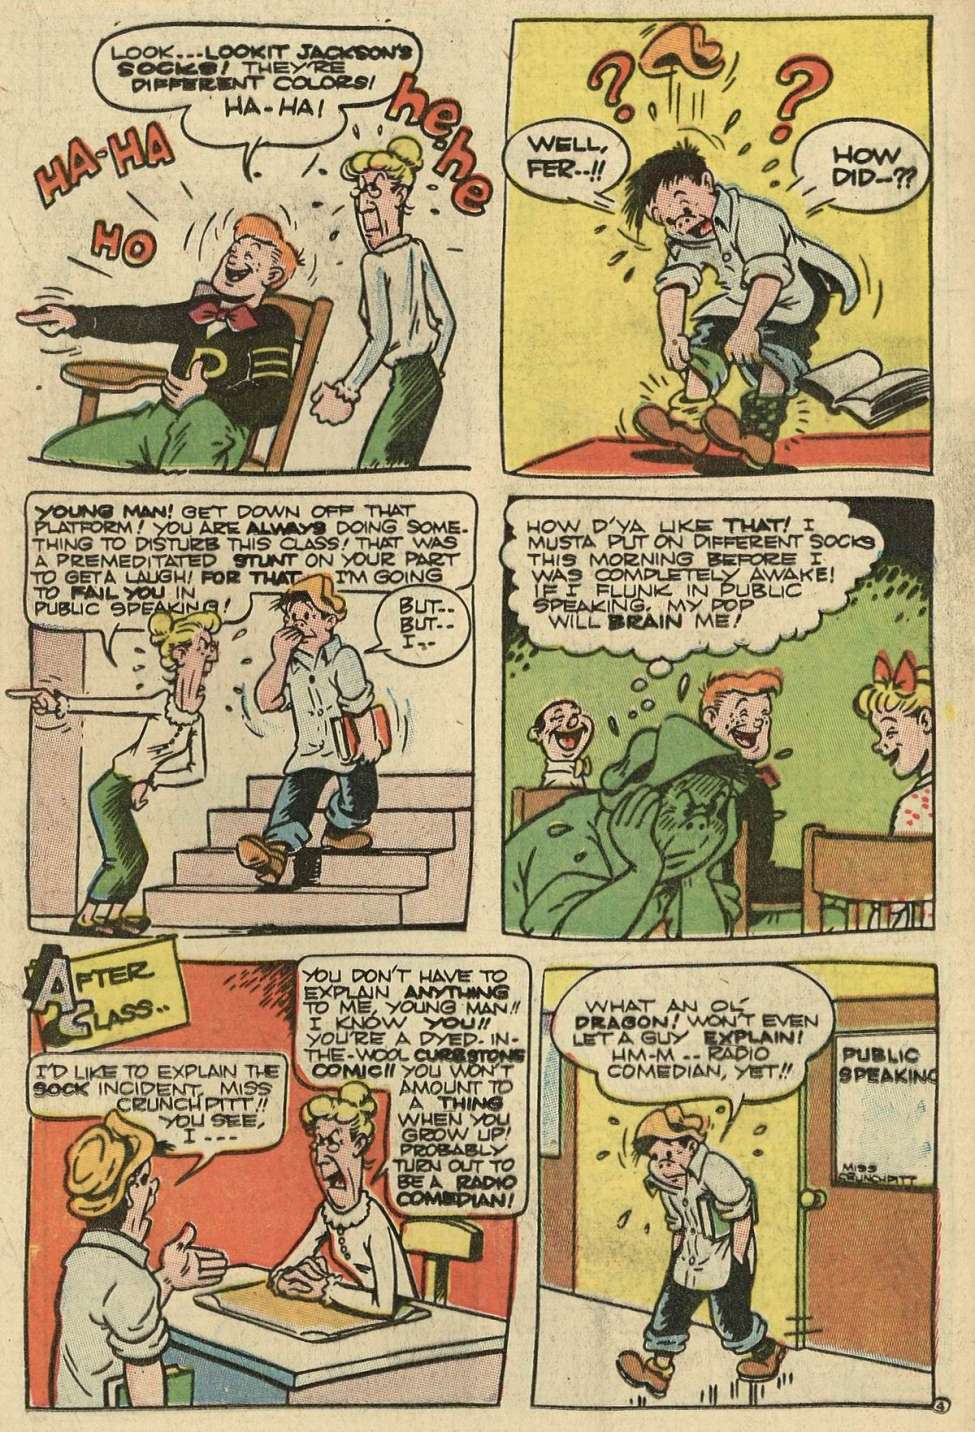 LOOK---LOOKIT JACKSON'S
SOCKS! THEY'RE
DIFFERENT COLORS!
HA-HA!
HA-HA
HO
he-he
P
?
?
WELL,
FER--!!
HOW
DID--??
YOUNG MAN! GET DOWN OFF THAT
PLATFORM! YOU ARE ALWAYS DOING SOME-
THING TO DISTURB THIS CLASS! THAT WAS
A PREMEDITATED STUNT ON YOUR PART
TO GET A LAUGH! FOR THAT I'M GOING
TO FAIL YOU IN
PUBLIC SPEAKING!
BUT--
BUT--
I--
HOW D'YA LIKE THAT! I
MUSTA PUT ON DIFFERENT SOCKS
THIS MORNING BEFORE I
WAS COMPLETELY AWAKE!
IF I FLUNK IN PUBLIC
SPEAKING, MY POP
WILL BRAIN ME!
AFTER
CLASS..
I'D LIKE TO EXPLAIN THE
SOCK INCIDENT, MISS
CRUNCHPITT!!
YOU SEE,
I ---
YOU DON'T HAVE TO
EXPLAIN ANYTHING
TO ME, YOUNG MAN!!
I KNOW YOU!!
YOU'RE A DYED-IN-
THE-WOOL CURBSTONE
COMIC!! YOU WON'T
AMOUNT TO
A THING
WHEN YOU
GROW UP!
PROBABLY
TURN OUT TO
BE A RADIO
COMEDIAN!
WHAT AN OL'
DRAGON! WON'T EVEN
LET A GUY EXPLAIN!
HM-M -- RADIO
COMEDIAN, YET!!
PUBLIC
SPEAKING
MISS
CRUNCHPITT
4